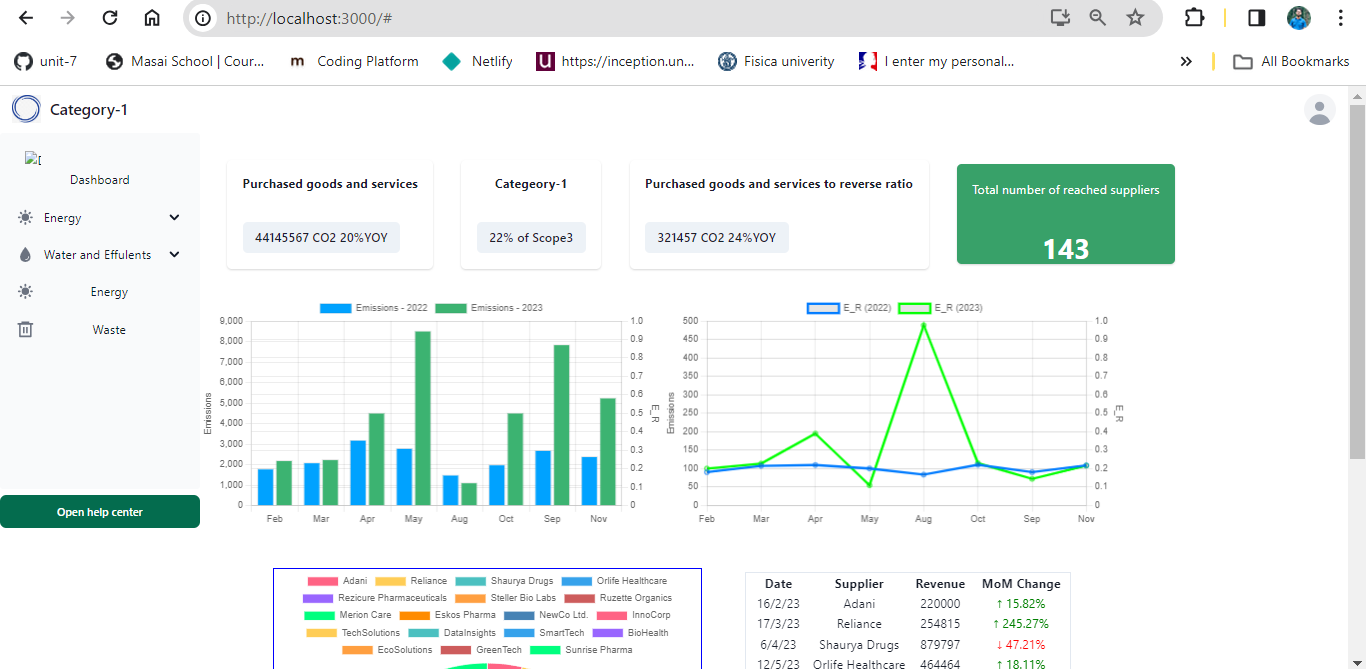 http://localhost:3000/#
unit-7 Masai School | Cour... m Coding Platform Netlify U https://inception.un... Fisica univerity I enter my personal... » All Bookmarks
Category-1
Dashboard
Energy
Water and Effulents
Energy
Waste
Open help center
Purchased goods and services
44145567 CO2 20%YOY
Categeory-1
22% of Scope3
Purchased goods and services to reverse ratio
321457 CO2 24%YOY
Total number of reached suppliers
143
Emissions - 2022 Emissions - 2023
9,000
8,000
7,000
6,000
5,000
4,000
3,000
2,000
1,000
0
Emissions
1.0
0.9
0.8
0.7
0.6
0.5
0.4
0.3
0.2
0.1
0
E_R
Feb Mar Apr May Aug Oct Sep Nov
E_R (2022) E_R (2023)
500
450
400
350
300
250
200
150
100
50
0
Emissions
1.0
0.9
0.8
0.7
0.6
0.5
0.4
0.3
0.2
0.1
0
E_R
Feb Mar Apr May Aug Oct Sep Nov
Adani Reliance Shaurya Drugs Orlife Healthcare
Rezicure Pharmaceuticals Steller Bio Labs Ruzette Organics
Merion Care Eskos Pharma NewCo Ltd. InnoCorp
TechSolutions DataInsights SmartTech BioHealth
EcoSolutions GreenTech Sunrise Pharma
Date Supplier Revenue MoM Change
16/2/23 Adani 220000 ↑ 15.82%
17/3/23 Reliance 254815 ↑ 245.27%
6/4/23 Shaurya Drugs 879797 ↓ 47.21%
12/5/23 Orlife Healthcare 464464 ↑ 18.11%